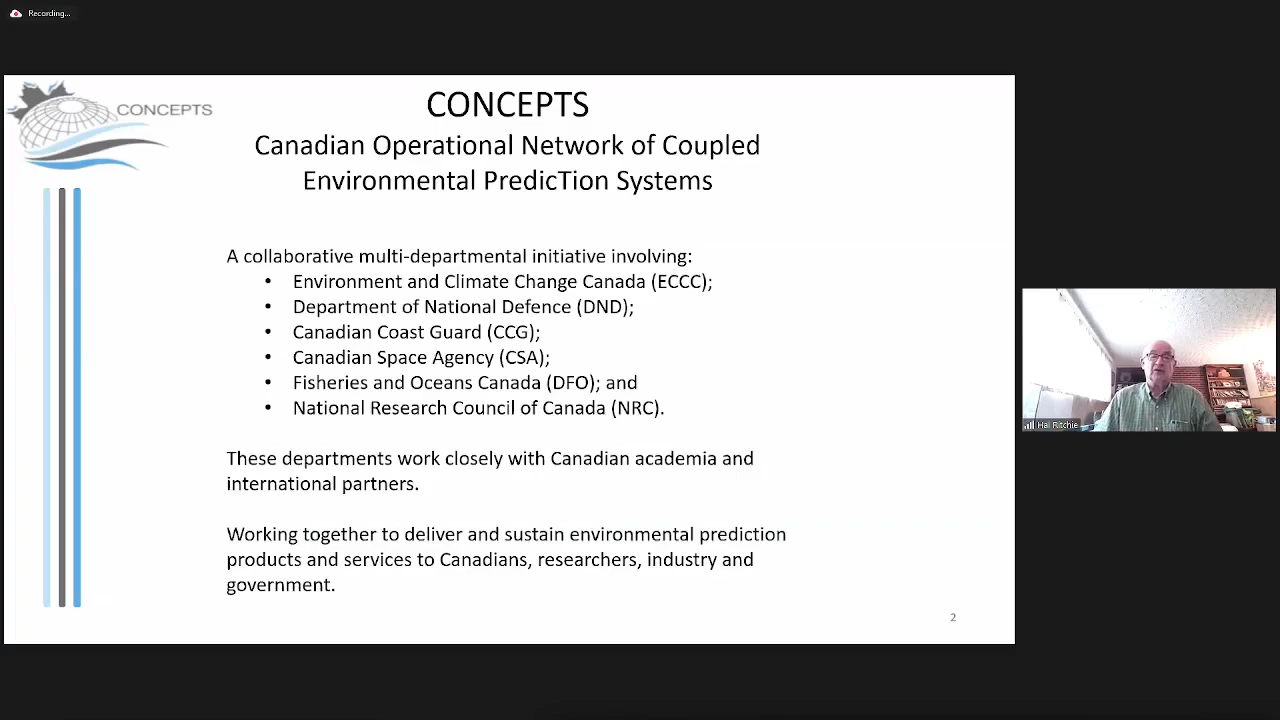 Recording...
CONCEPTS
CONCEPTS
Canadian Operational Network of Coupled
Environmental PredicTion Systems
A collaborative multi-departmental initiative involving:
• Environment and Climate Change Canada (ECCC);
• Department of National Defence (DND);
• Canadian Coast Guard (CCG);
• Canadian Space Agency (CSA);
• Fisheries and Oceans Canada (DFO); and
• National Research Council of Canada (NRC).
These departments work closely with Canadian academia and
international partners.
Working together to deliver and sustain environmental prediction
products and services to Canadians, researchers, industry and
government.
2
Hal Ritchie